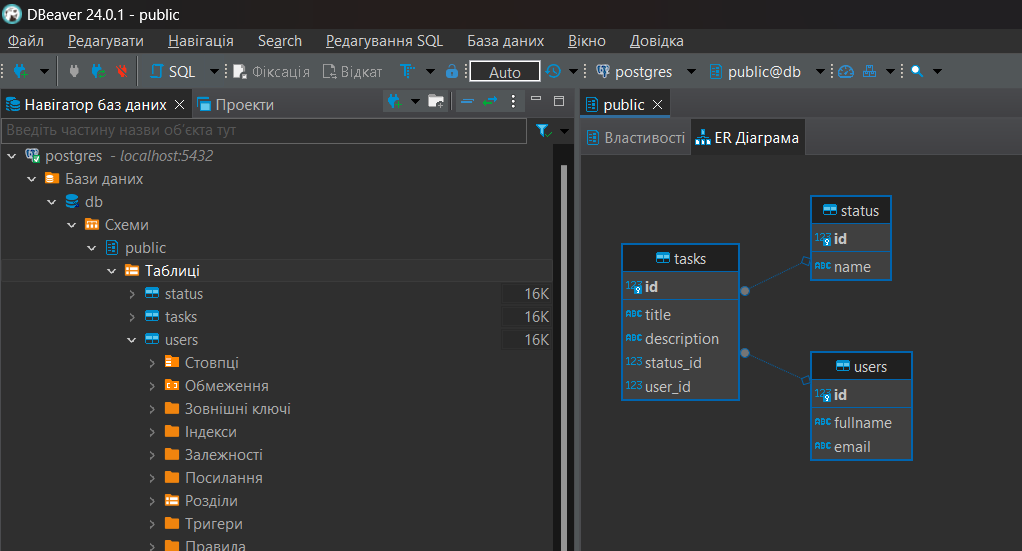 DBeaver 24.0.1 - public
Файл Редагувати Навігація Search Редагування SQL База даних Вікно Довідка
SQL Фіксація Відкат Auto postgres public@db
Навігатор баз даних Проекти
Введіть частину назви об'єкта тут
postgres - localhost:5432
Бази даних
db
Схеми
public
Таблиці
status 16K
tasks 16K
users 16K
Стовпці
Обмеження
Зовнішні ключі
Індекси
Залежності
Посилання
Розділи
Тригери
Правила
public
Властивості ER Діаграма
tasks
123 id
ABC title
ABC description
123 status_id
123 user_id
status
123 id
ABC name
users
123 id
ABC fullname
ABC email